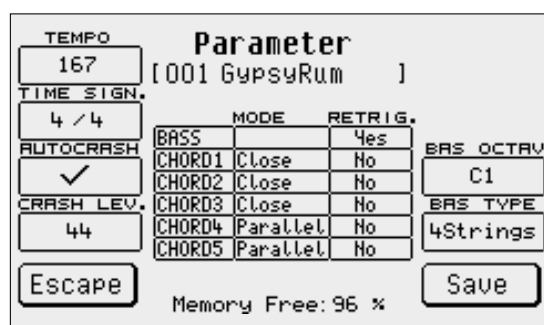 TEMPO
167
TIME SIGN.
4/4
AUTOCRASH
CRASH LEV.
44
Escape
Parameter
[001 GypsyRum ]
MODE RETRIG.
BASS Yes
CHORD1 Close No
CHORD2 Close No
CHORD3 Close No
CHORD4 Parallel No
CHORD5 Parallel No
Memory Free: 96 %
BAS OCTAV
C1
BAS TYPE
4Strings
Save